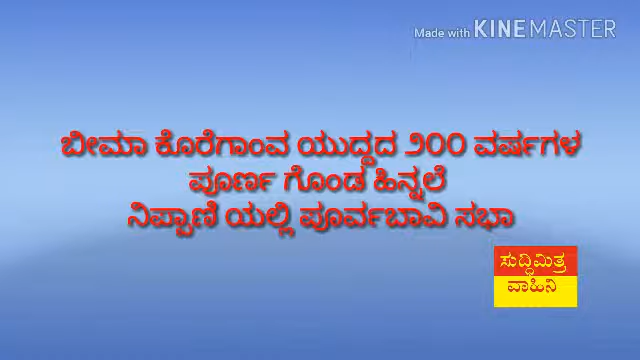 Made with KINEMASTER
ಬೀಮಾ ಕೊರೆಗಾಂವ ಯುದ್ದದ ೨೦೦ ವರ್ಷಗಳ
ಪೂರ್ಣ ಗೊಂಡ ಹಿನ್ನಲೆ
ನಿಪ್ಪಾಣಿ ಯಲ್ಲಿ ಪೂರ್ವಬಾವಿ ಸಭಾ
ಸುದ್ಧಿಮಿತ್ರ
ವಾಹಿನಿ